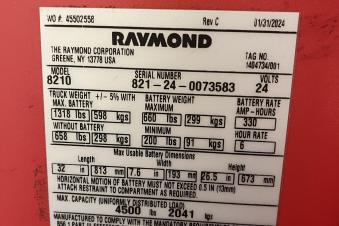 WO #: 45502558 Rev C 01/31/2024
RAYMOND
THE RAYMOND CORPORATION
GREENE, NY 13778 USA
TAG NO.
1404734/001
MODEL SERIAL NUMBER VOLTS
8210 821-24-0073583 24
TRUCK WEIGHT +/- 5% WITH BATTERY WEIGHT BATTERY RATE
MAX. BATTERY MAXIMUM AMP-HOURS
1318 lbs 598 kgs 660 lbs 299 kgs 330
WITHOUT BATTERY MINIMUM HOUR RATE
658 lbs 298 kgs 200 lbs 91 kgs 6
Max Usable Battery Dimensions
Length Width Height
32 in 813 mm 7.6 in 193 mm 26.5 in 673 mm
HORIZONTAL MOTION OF BATTERY MUST NOT EXCEED 0.5 IN (13mm)
ATTACH RESTRAINT TO COMPARTMENT AS REQUIRED.
MAX. CAPACITY (UNIFORMLY DISTRIBUTED LOAD)
4500 lbs 2041 kgs
MANUFACTURED TO COMPLY WITH THE MANDATORY